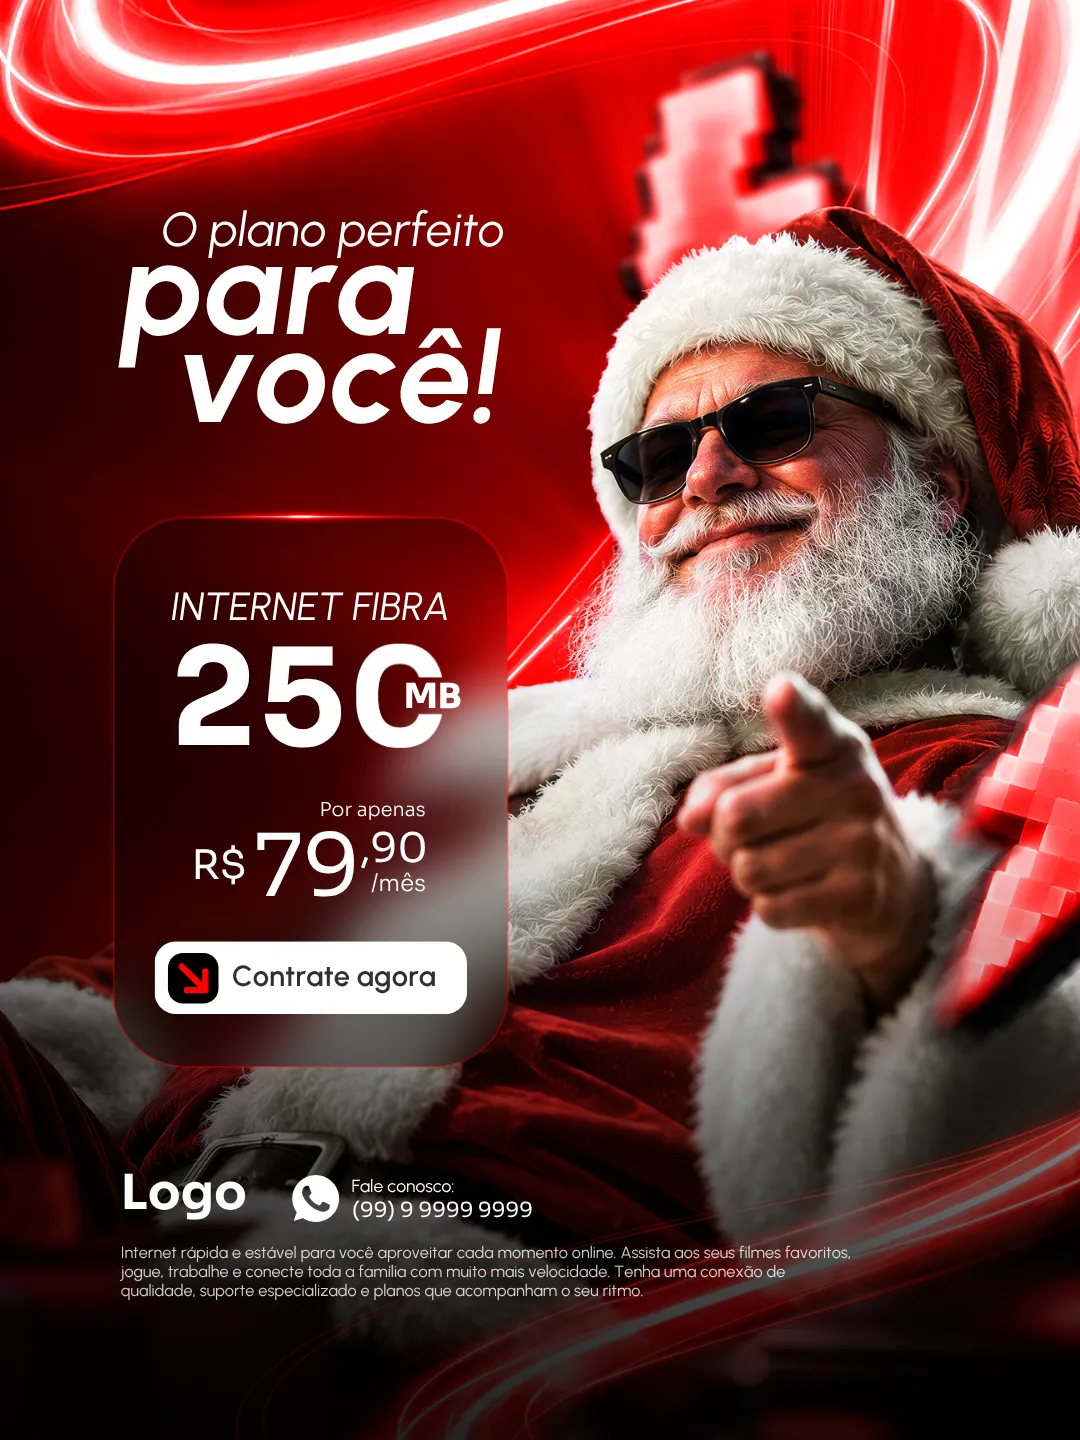 O plano perfeito
para
você!
INTERNET FIBRA
250
MB
Por apenas
R$ 79,90
/mês
Contrate agora
Logo
Fale conosco:
(99) 9 9999 9999
Internet rápida e estável para você aproveitar cada momento online. Assista aos seus filmes favoritos,
jogue, trabalhe e conecte toda a família com muito mais velocidade. Tenha uma conexão de
qualidade, suporte especializado e planos que acompanham o seu ritmo.